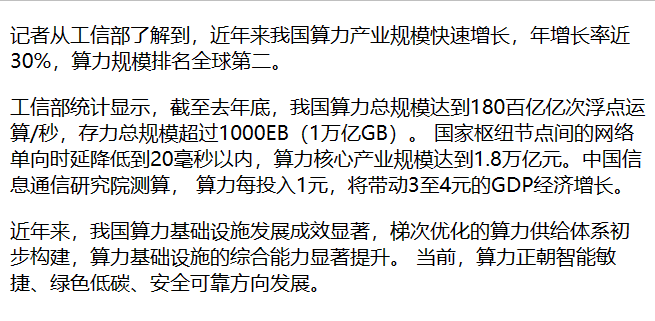 记者从工信部了解到，近年来我国算力产业规模快速增长，年增长率近
30%，算力规模排名全球第二。
工信部统计显示，截至去年底，我国算力总规模达到180百亿亿次浮点运
算/秒，存力总规模超过1000EB（1万亿GB）。 国家枢纽节点间的网络
单向时延降低到20毫秒以内，算力核心产业规模达到1.8万亿元。中国信
息通信研究院测算， 算力每投入1元，将带动3至4元的GDP经济增长。
近年来，我国算力基础设施发展成效显著，梯次优化的算力供给体系初
步构建，算力基础设施的综合能力显著提升。 当前，算力正朝智能敏
捷、绿色低碳、安全可靠方向发展。